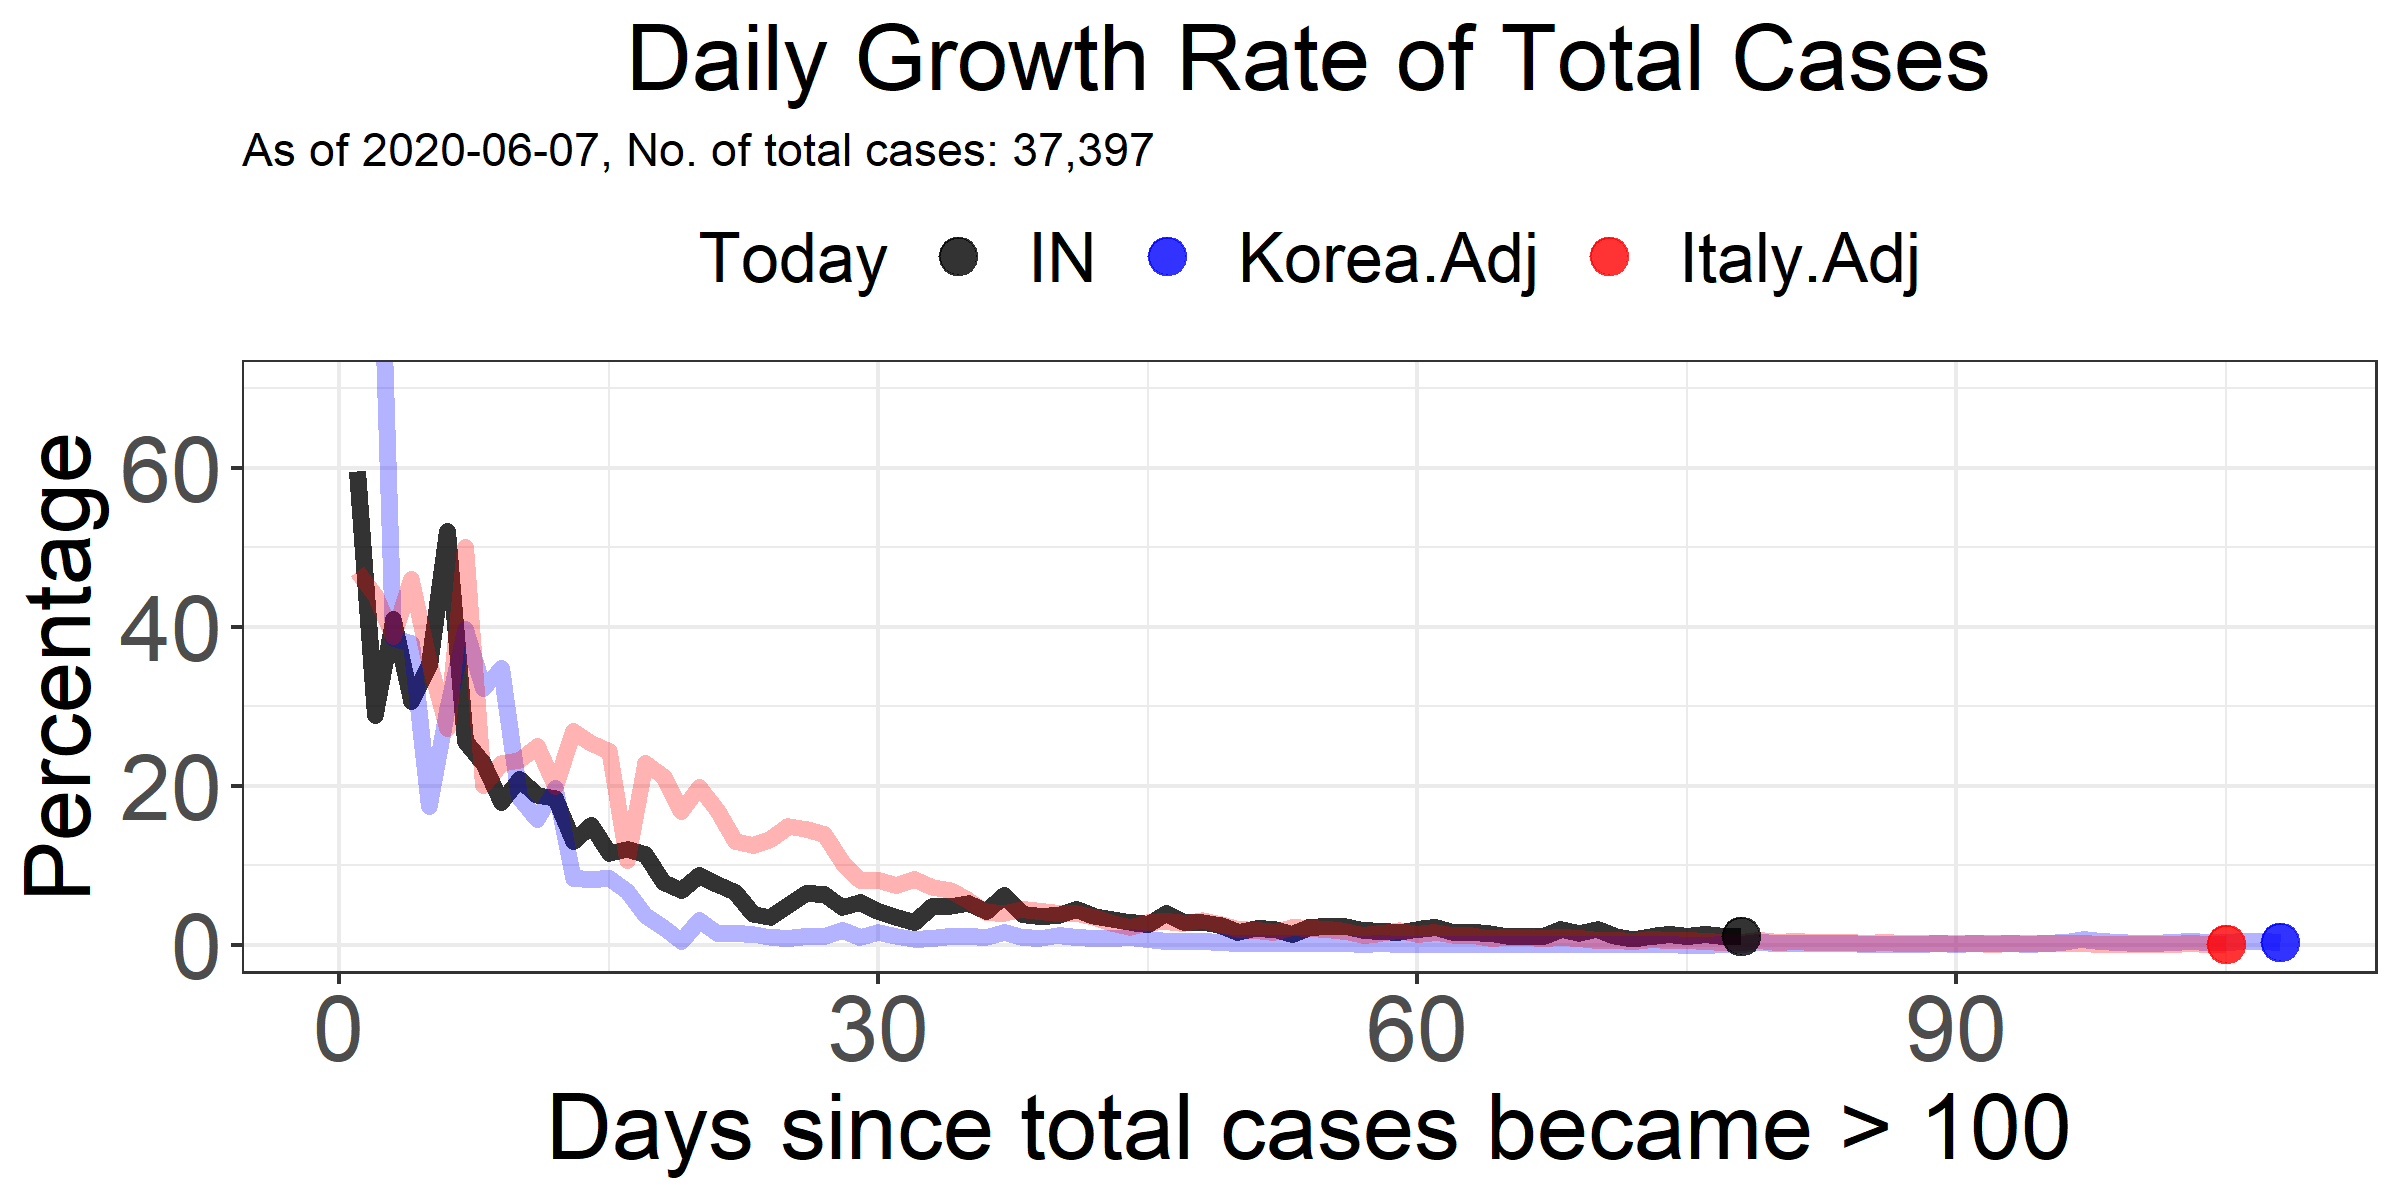 Daily Growth Rate of Total Cases
As of 2020-06-07, No. of total cases: 37,397
Today IN Korea.Adj Italy.Adj
Percentage
60
40
20
0
0 30 60 90
Days since total cases became > 100